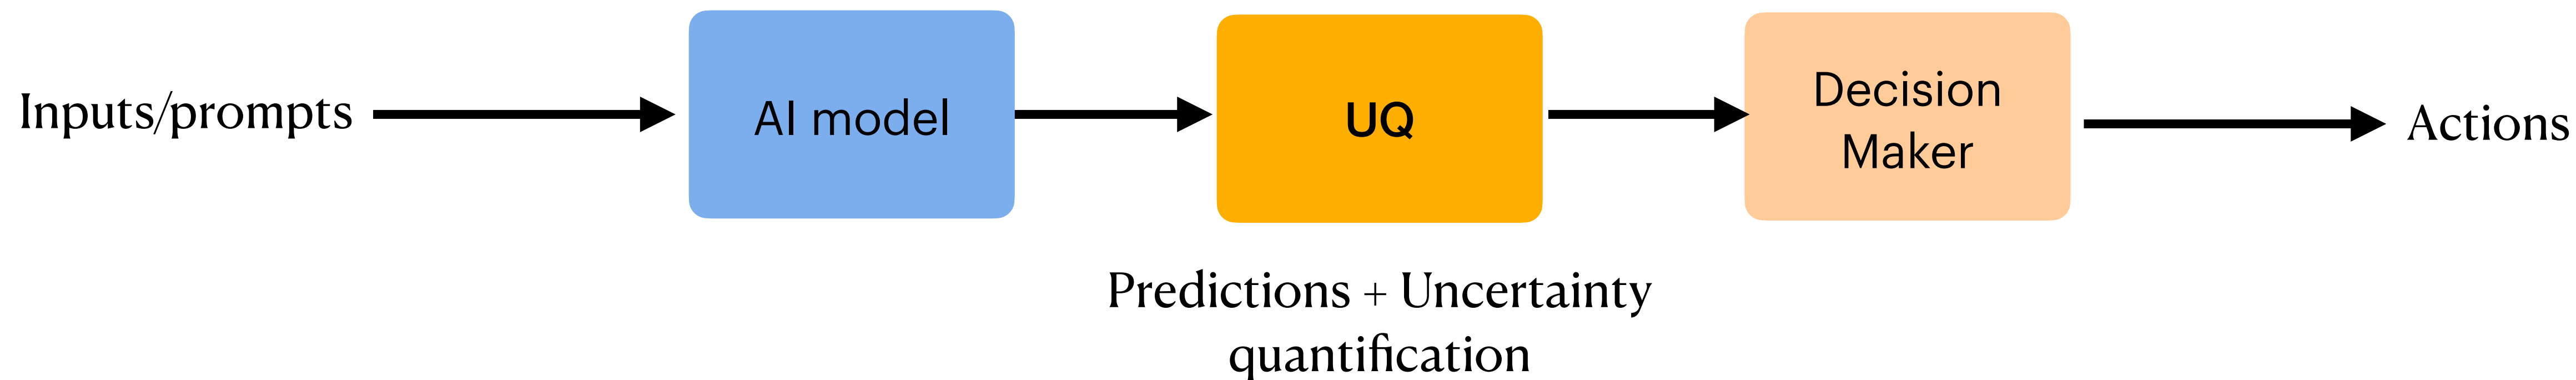 Inputs/prompts
AI model
UQ
Decision
Maker
Actions
Predictions + Uncertainty
quantification